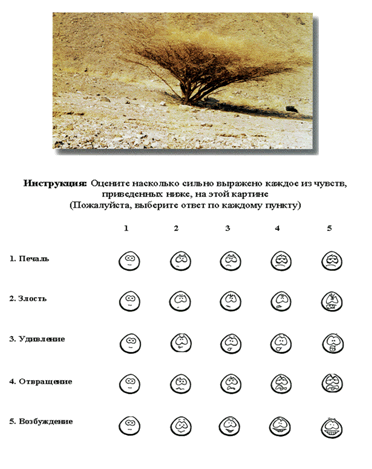 Инструкция: Оцените насколько сильно выражено каждое из чувств,
приведенных ниже, на этой картине
(Пожалуйста, выберите ответ по каждому пункту)
1 2 3 4 5
1. Печаль
2. Злость
3. Удивление
4. Отвращение
5. Возбуждение